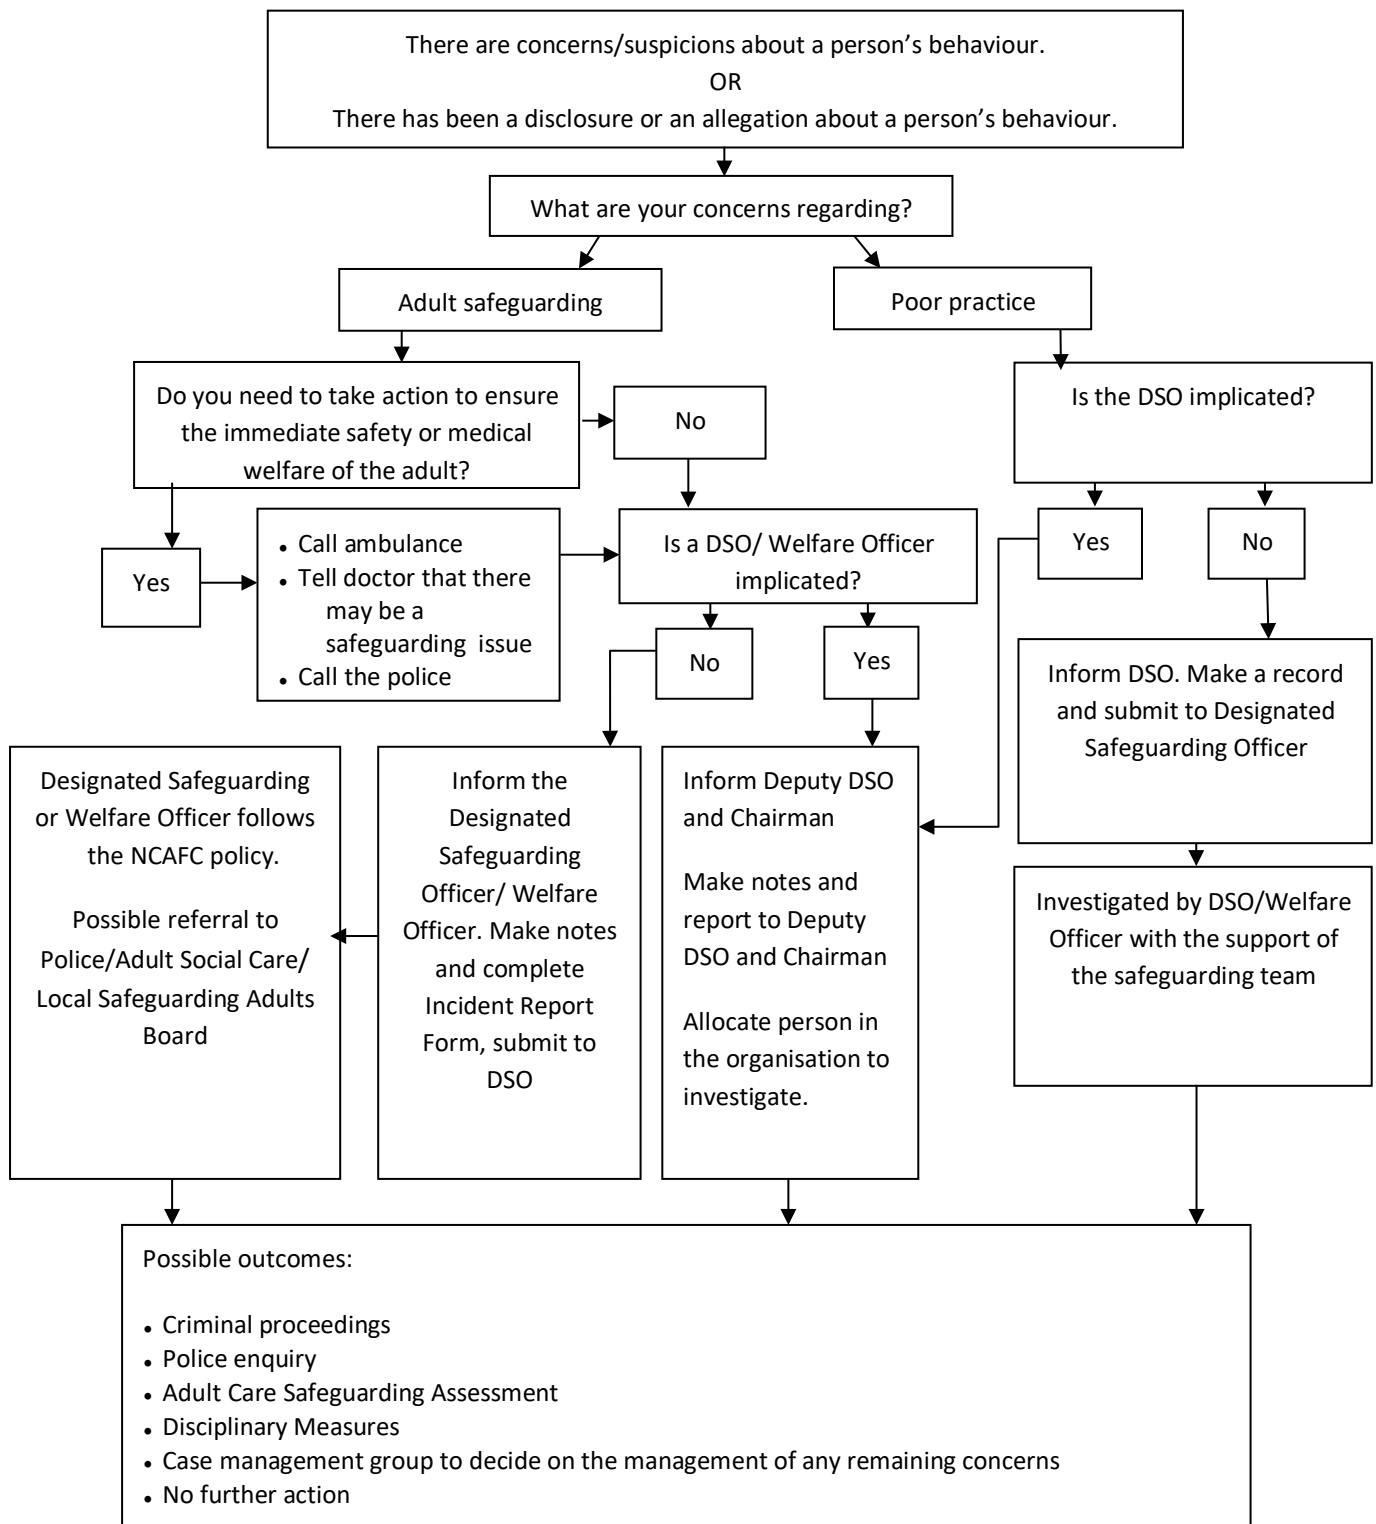 There are concerns/suspicions about a person’s behaviour.
OR
There has been a disclosure or an allegation about a person’s behaviour.
What are your concerns regarding?
Adult safeguarding
Poor practice
Do you need to take action to ensure
the immediate safety or medical
welfare of the adult?
No
Is the DSO implicated?
Yes
• Call ambulance
• Tell doctor that there
may be a
safeguarding issue
• Call the police
Is a DSO/ Welfare Officer
implicated?
Yes
No
No
Yes
Inform DSO. Make a record
and submit to Designated
Safeguarding Officer
Designated Safeguarding
or Welfare Officer follows
the NCAFC policy.
Possible referral to
Police/Adult Social Care/
Local Safeguarding Adults
Board
Inform the
Designated
Safeguarding
Officer/ Welfare
Officer. Make notes
and complete
Incident Report
Form, submit to
DSO
Inform Deputy DSO
and Chairman
Make notes and
report to Deputy
DSO and Chairman
Allocate person in
the organisation to
investigate.
Investigated by DSO/Welfare
Officer with the support of
the safeguarding team
Possible outcomes:
• Criminal proceedings
• Police enquiry
• Adult Care Safeguarding Assessment
• Disciplinary Measures
• Case management group to decide on the management of any remaining concerns
• No further action